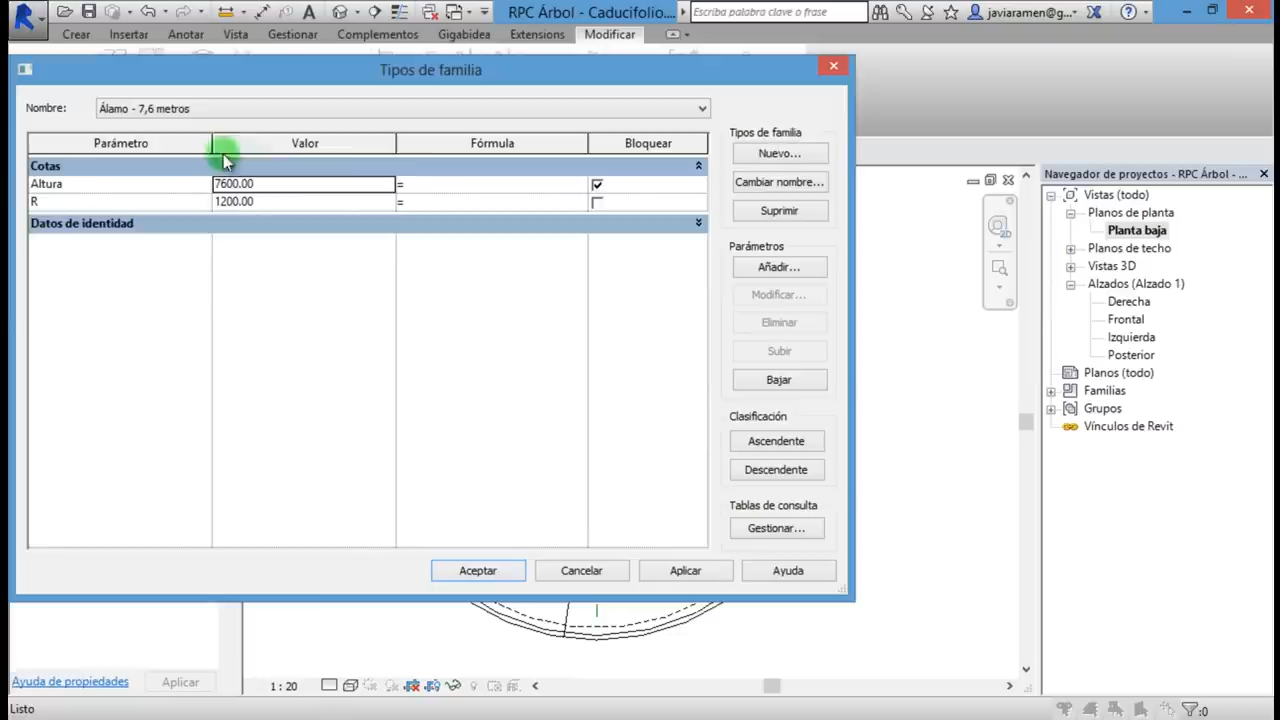 RPC Árbol - Caducifolio....
Escriba palabra clave o frase
javiaramen@g...
Crear Insertar Anotar Vista Gestionar Complementos Gigabidea Extensions Modificar
Tipos de familia
Nombre: Álamo - 7,6 metros
Parámetro Valor Fórmula Bloquear
Cotas
Altura 7600.00 =
R 1200.00 =
Datos de identidad
Tipos de familia
Nuevo...
Cambiar nombre...
Suprimir
Parámetros
Añadir...
Modificar...
Eliminar
Subir
Bajar
Clasificación
Ascendente
Descendente
Tablas de consulta
Gestionar...
Aceptar Cancelar Aplicar Ayuda
Navegador de proyectos - RPC Árbol - ...
Vistas (todo)
Planos de planta
Planta baja
Planos de techo
Vistas 3D
Alzados (Alzado 1)
Derecha
Frontal
Izquierda
Posterior
Planos (todo)
Familias
Grupos
Vínculos de Revit
2D
Ayuda de propiedades Aplicar
1 : 20
Listo
:0